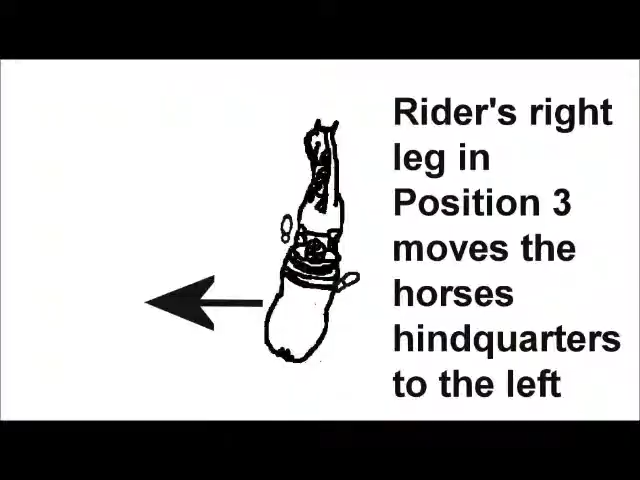 Rider's right
leg in
Position 3
moves the
horses
hindquarters
to the left